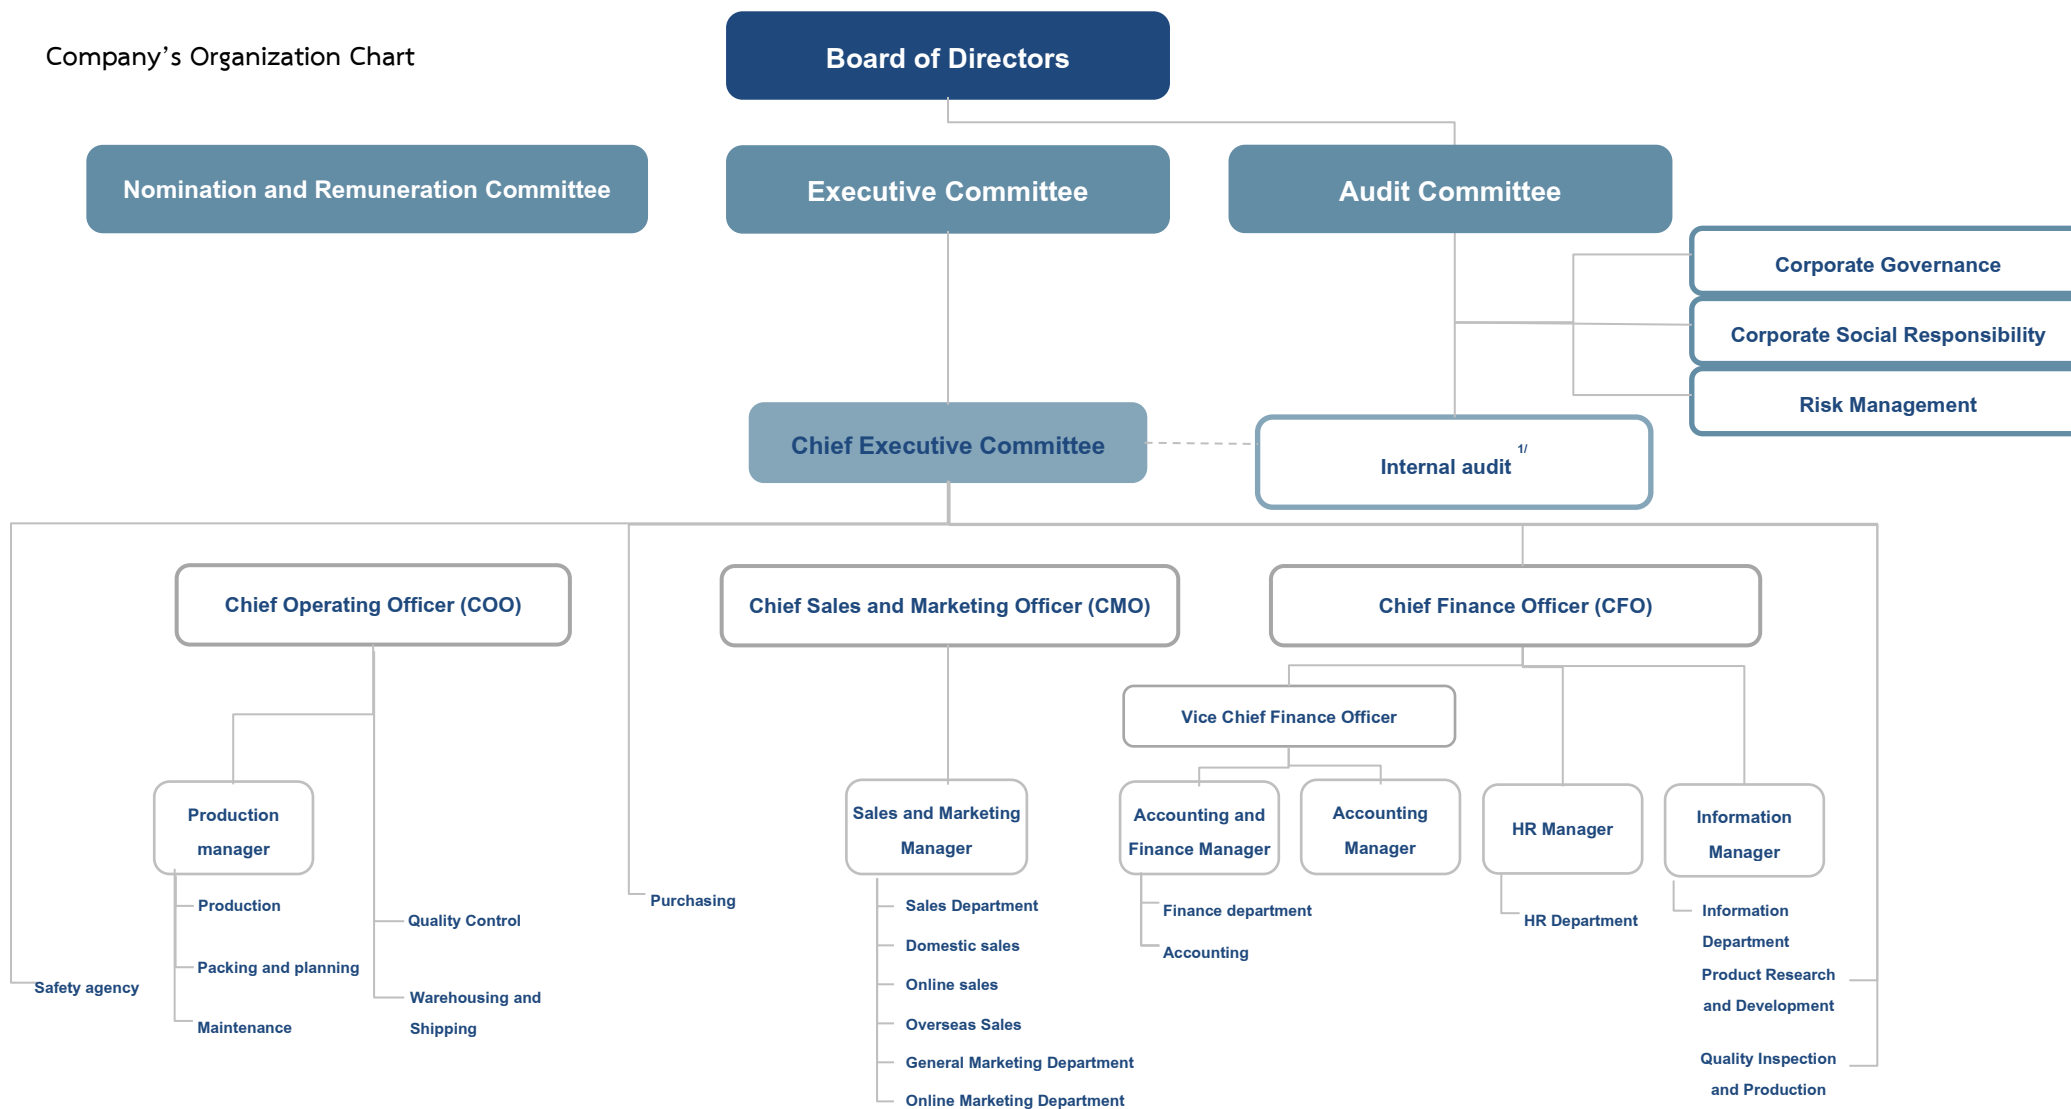 Company's Organization Chart
Board of Directors
Nomination and Remuneration Committee
Executive Committee
Audit Committee
Corporate Governance
Corporate Social Responsibility
Risk Management
Chief Executive Committee
Internal audit 1/
Chief Operating Officer (COO)
Chief Sales and Marketing Officer (CMO)
Chief Finance Officer (CFO)
Vice Chief Finance Officer
Production
manager
Sales and Marketing
Manager
Accounting and
Finance Manager
Accounting
Manager
HR Manager
Information
Manager
Safety agency
Production
Packing and planning
Maintenance
Quality Control
Warehousing and
Shipping
Purchasing
Sales Department
Domestic sales
Online sales
Overseas Sales
General Marketing Department
Online Marketing Department
Finance department
Accounting
HR Department
Information
Department
Product Research
and Development
Quality Inspection
and Production